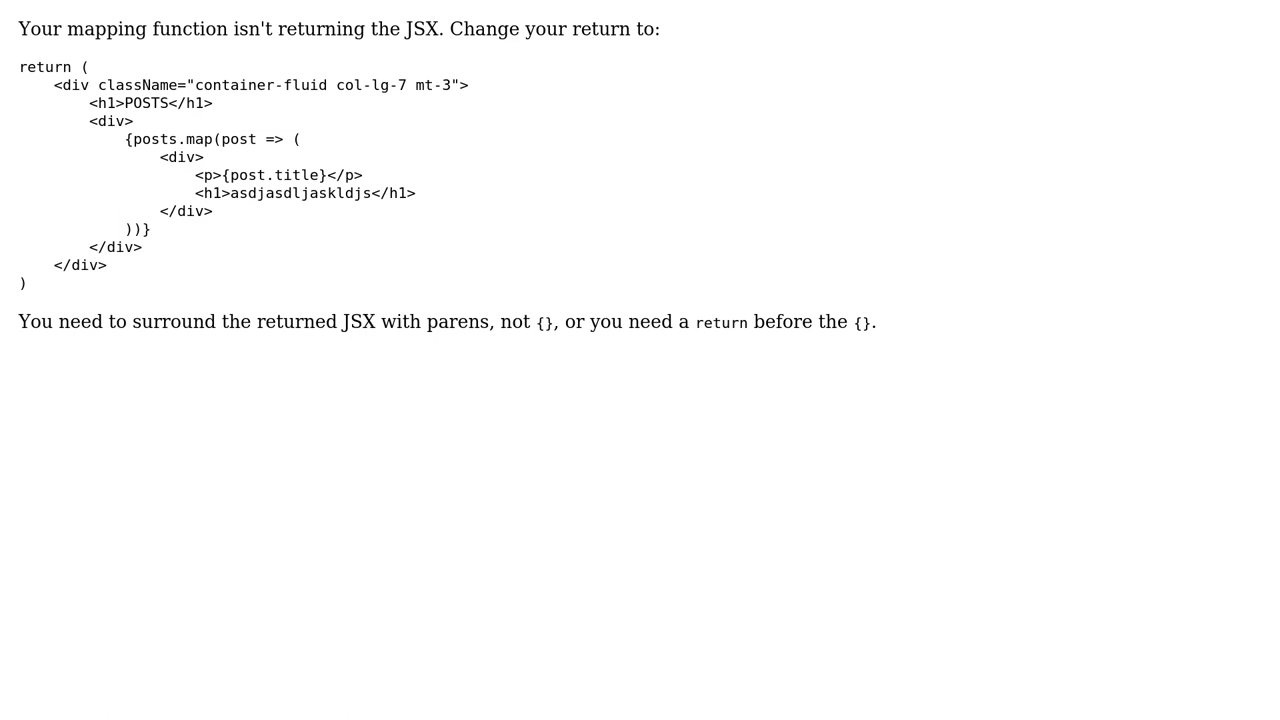 Your mapping function isn't returning the JSX. Change your return to:
return (
    <div className="container-fluid col-lg-7 mt-3">
        <h1>POSTS</h1>
        <div>
            {posts.map(post => (
                <div>
                    <p>{post.title}</p>
                    <h1>asdjasdljaskldjs</h1>
                </div>
            ))}
        </div>
    </div>
)
You need to surround the returned JSX with parens, not {}, or you need a return before the {}.